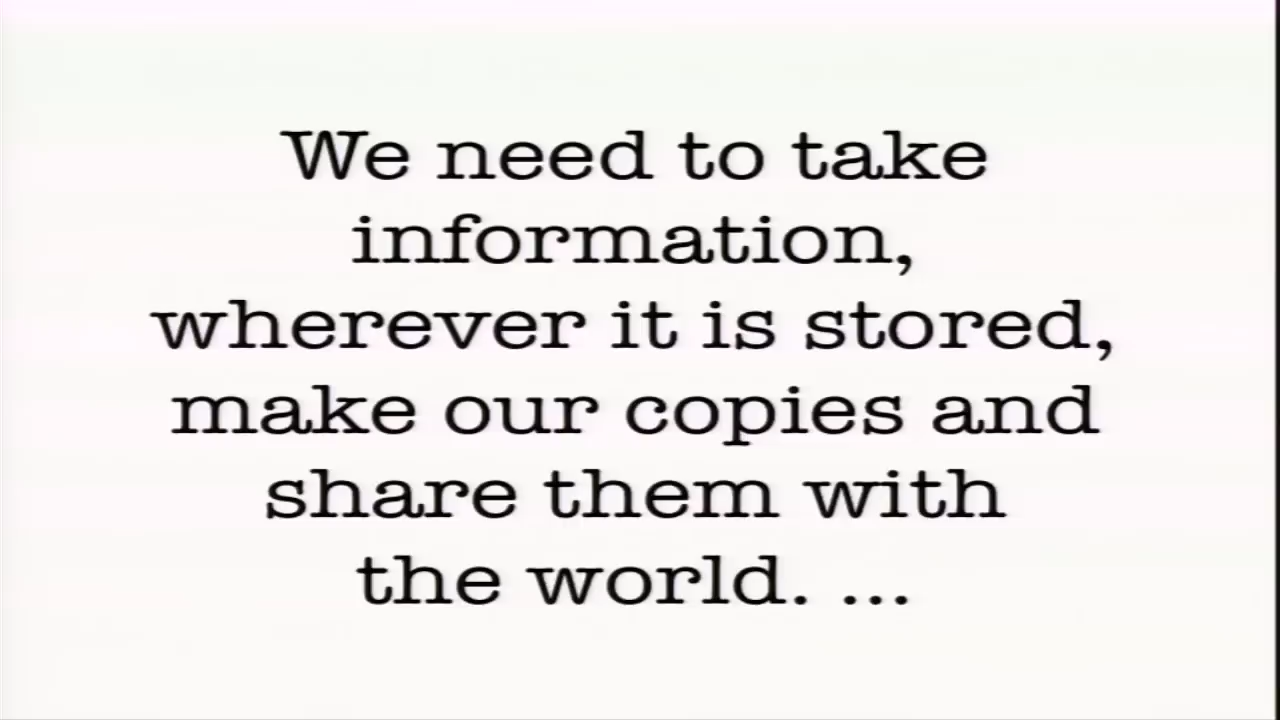 We need to take
information,
wherever it is stored,
make our copies and
share them with
the world. ...